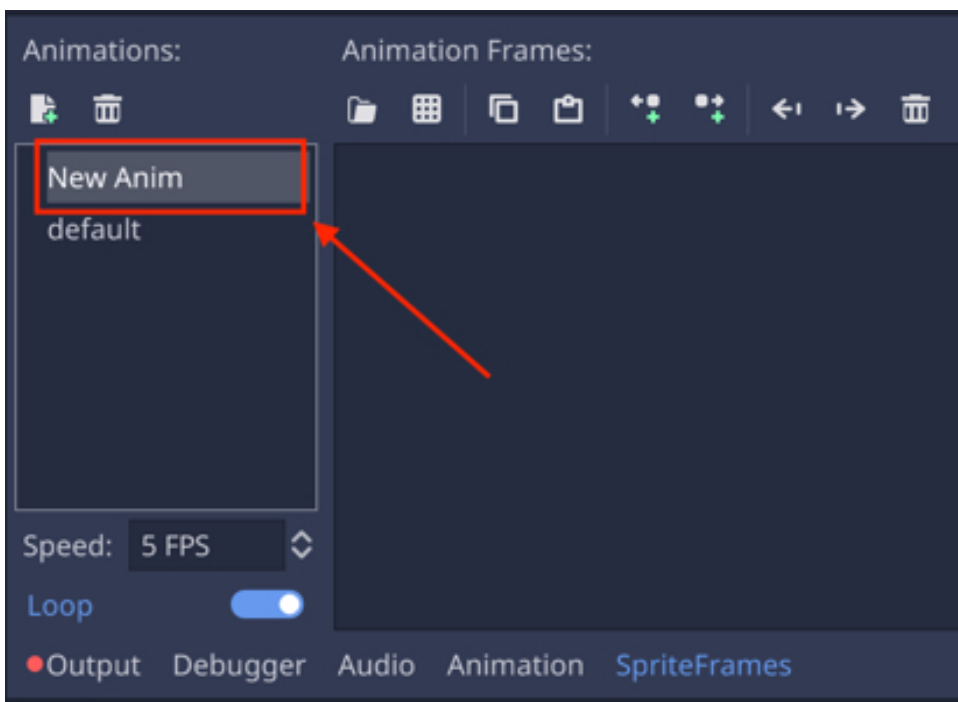 Animations:
Animation Frames:
New Anim
default
Speed: 5 FPS
Loop
Output Debugger Audio Animation SpriteFrames